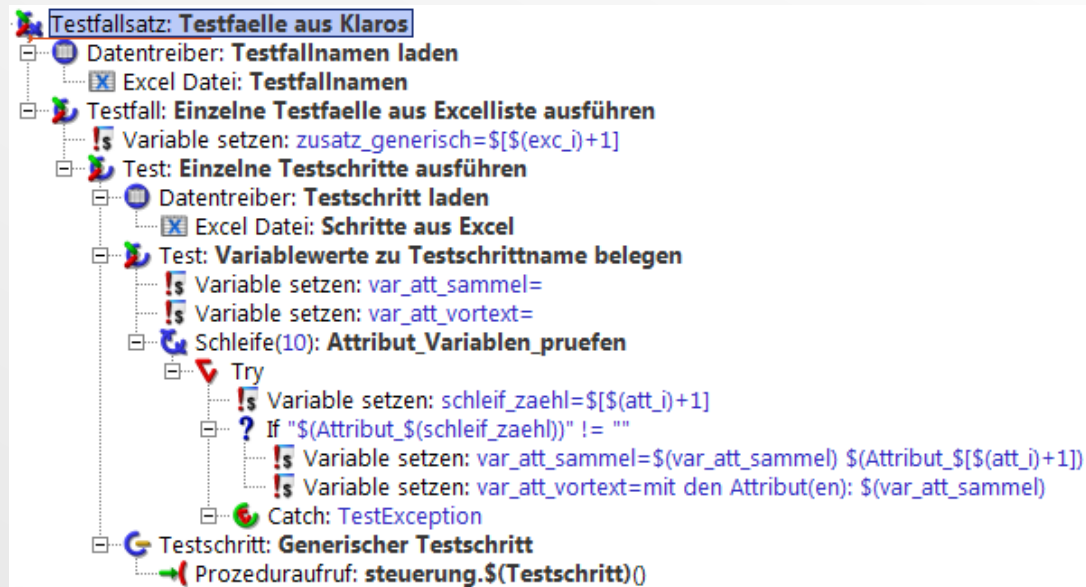 Testfallsatz: Testfaelle aus Klaros
Datentreiber: Testfallnamen laden
Excel Datei: Testfallnamen
Testfall: Einzelne Testfaelle aus Excelliste ausführen
Variable setzen: zusatz_generisch=$[$(exc_i)+1]
Test: Einzelne Testschritte ausführen
Datentreiber: Testschritt laden
Excel Datei: Schritte aus Excel
Test: Variablewerte zu Testschrittname belegen
Variable setzen: var_att_sammel=
Variable setzen: var_att_vortext=
Schleife(10): Attribut_Variablen_pruefen
Try
Variable setzen: schleif_zaehl=$[$(att_i)+1]
If "$(Attribut_$(schleif_zaehl))" != ""
Variable setzen: var_att_sammel=$(var_att_sammel) $(Attribut_$[$(att_i)+1])
Variable setzen: var_att_vortext=mit den Attribut(en): $(var_att_sammel)
Catch: TestException
Testschritt: Generischer Testschritt
Prozeduraufruf: steuerung.$(Testschritt)()